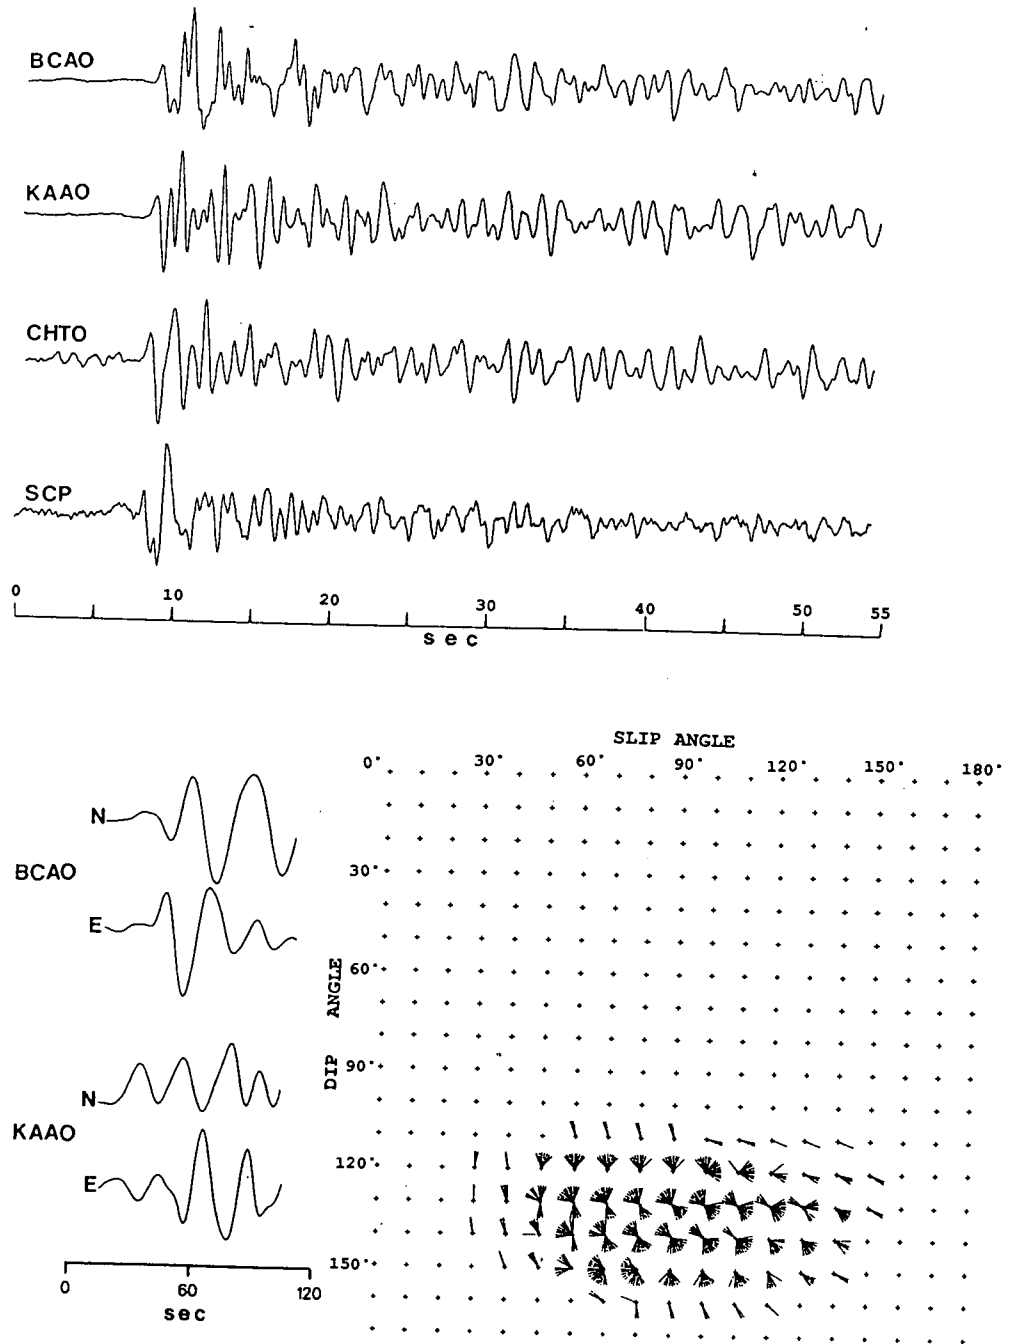 BCAO
KAAO
CHTO
SCP
0 10 20 30 40 50 55
sec
SLIP ANGLE
0° 30° 60° 90° 120° 150° 180°
N
BCAO
E
N
KAAO
E
0 60 120
sec
DIP ANGLE
30°
60°
90°
120°
150°